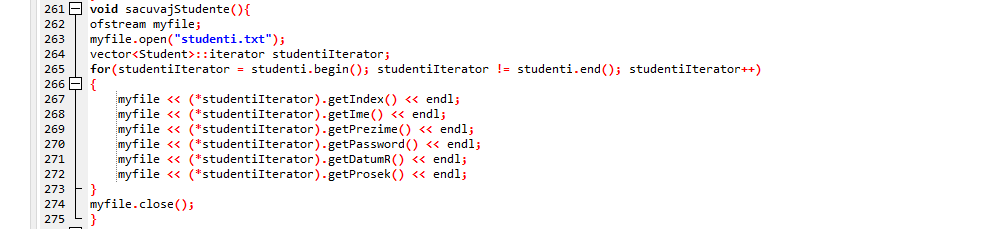 261 void sacuvajStudente(){
262 ofstream myfile;
263 myfile.open("studenti.txt");
264 vector<Student>::iterator studentiIterator;
265 for(studentiIterator = studenti.begin(); studentiIterator != studenti.end(); studentiIterator++)
266 {
267     myfile << (*studentiIterator).getIndex() << endl;
268     myfile << (*studentiIterator).getIme() << endl;
269     myfile << (*studentiIterator).getPrezime() << endl;
270     myfile << (*studentiIterator).getPassword() << endl;
271     myfile << (*studentiIterator).getDatumR() << endl;
272     myfile << (*studentiIterator).getProsek() << endl;
273 }
274 myfile.close();
275 }